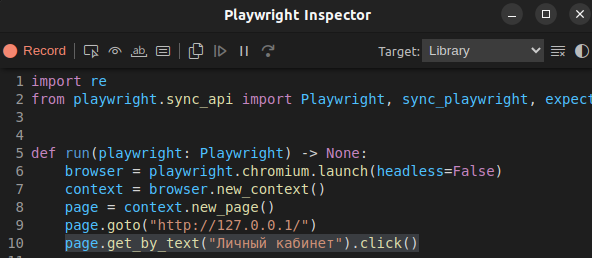 Playwright Inspector
Record
Target: Library
1 import re
2 from playwright.sync_api import Playwright, sync_playwright, expect
3
4
5 def run(playwright: Playwright) -> None:
6     browser = playwright.chromium.launch(headless=False)
7     context = browser.new_context()
8     page = context.new_page()
9     page.goto("http://127.0.0.1/")
10     page.get_by_text("Личный кабинет").click()